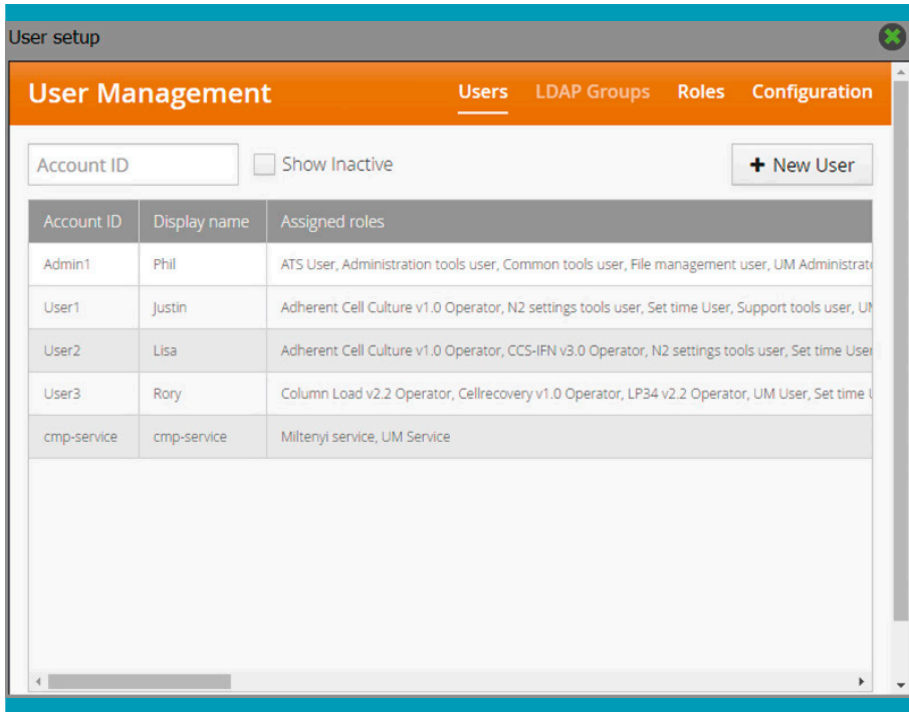 User setup
User Management Users LDAP Groups Roles Configuration
Account ID Show Inactive + New User
Account ID Display name Assigned roles
Admin1 Phil ATS User, Administration tools user, Common tools user, File management user, UM Administrat
User1 Justin Adherent Cell Culture v1.0 Operator, N2 settings tools user, Set time User, Support tools user, UM
User2 Lisa Adherent Cell Culture v1.0 Operator, CCS-IFN v3.0 Operator, N2 settings tools user, Set time User
User3 Rory Column Load v2.2 Operator, Cellrecovery v1.0 Operator, LP34 v2.2 Operator, UM User, Set time
cmp-service cmp-service Miltenyi service, UM Service